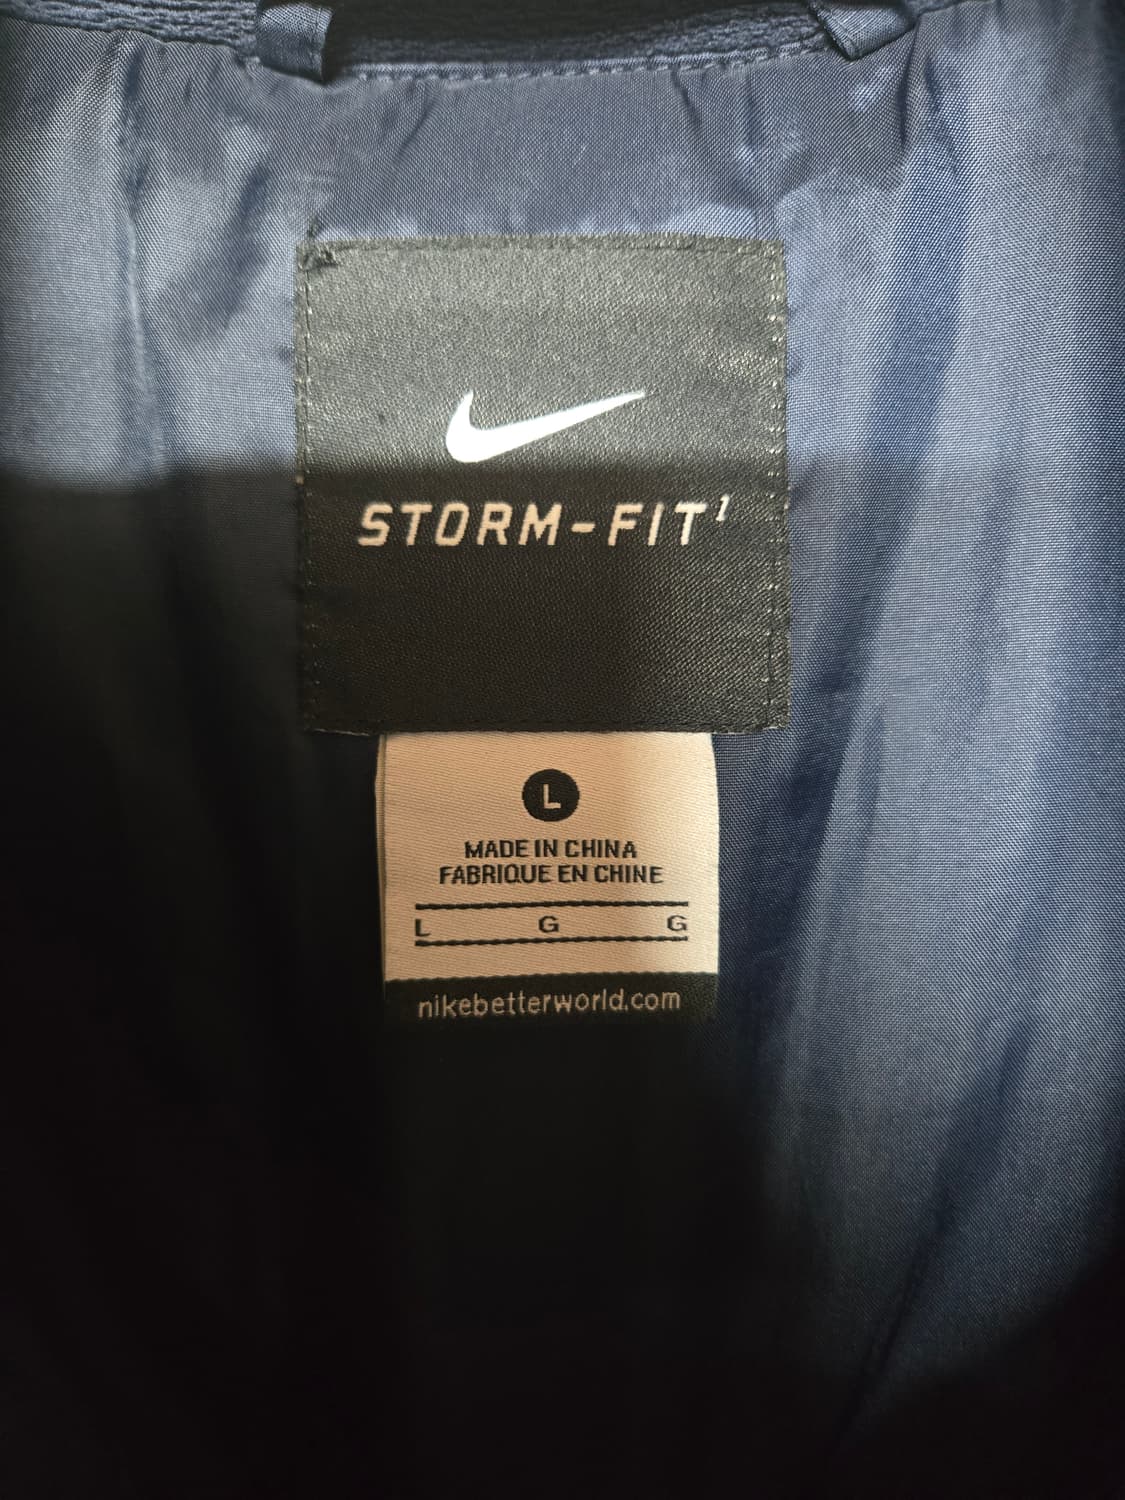 STORM-FIT¹
L
MADE IN CHINA
FABRIQUE EN CHINE
L G G
nikebetterworld.com